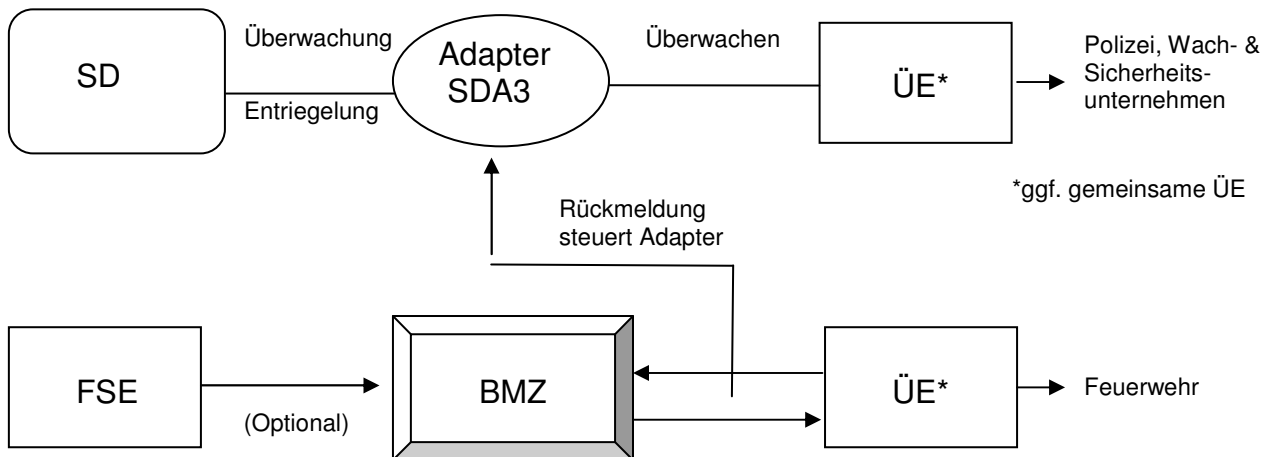 SD
Überwachung
Entriegelung
Adapter
SDA3
Überwachen
ÜE*
Polizei, Wach- &
Sicherheits-
unternehmen
*ggf. gemeinsame ÜE
Rückmeldung
steuert Adapter
FSE
(Optional)
BMZ
ÜE*
Feuerwehr